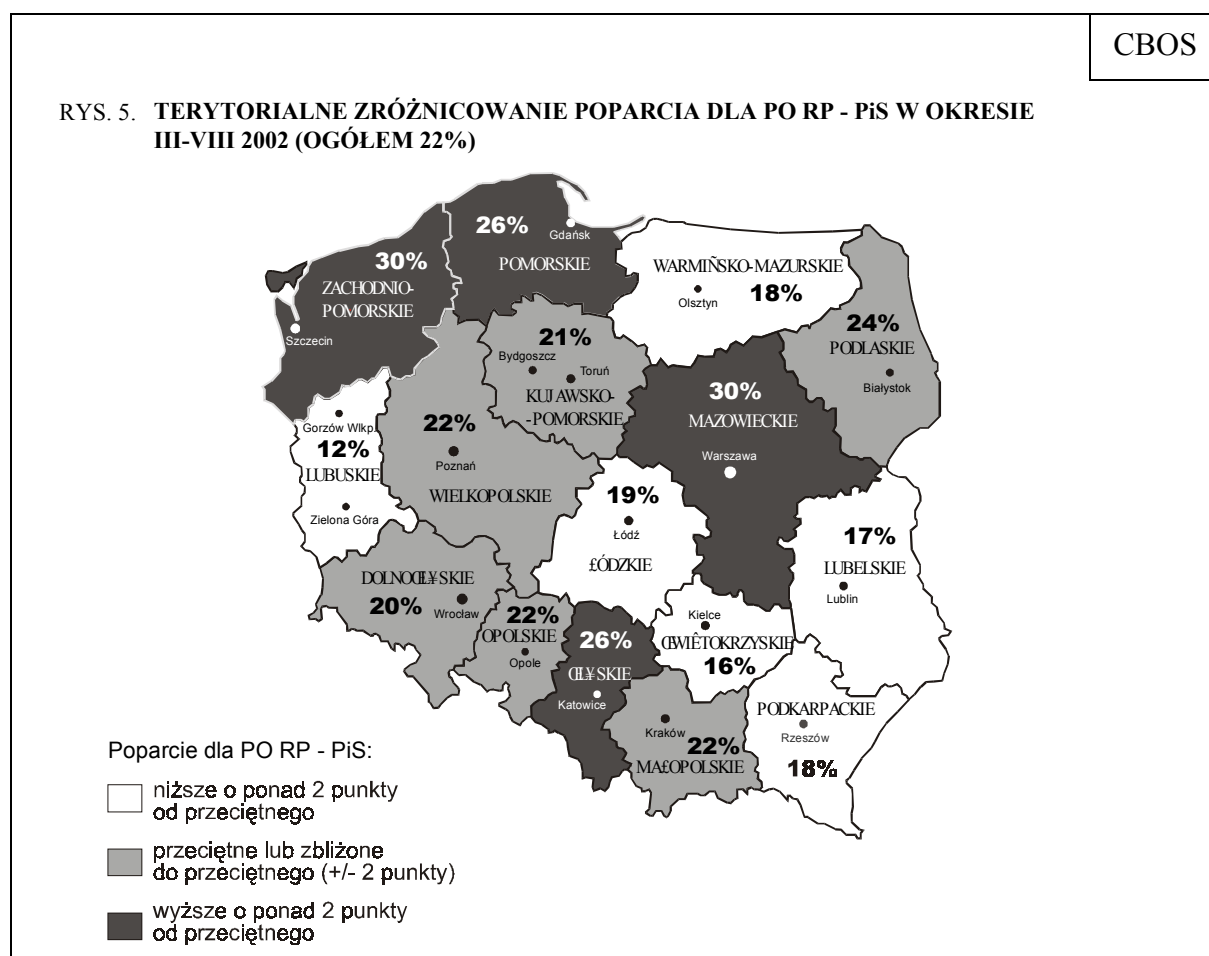 CBOS
RYS. 5. TERYTORIALNE ZRÓŻNICOWANIE POPARCIA DLA PO RP - PiS W OKRESIE
III-VIII 2002 (OGÓŁEM 22%)
26%
Gdańsk
POMORSKIE
30%
ZACHODNIO-
POMORSKIE
Szczecin
WARMIÑSKO-MAZURSKIE
Olsztyn
18%
24%
PODLASKIE
Białystok
21%
Bydgoszcz
Toruń
KUJAWSKO-
-POMORSKIE
30%
MAZOWIECKIE
Warszawa
Gorzów Wlkp.
12%
LUBUSKIE
Zielona Góra
22%
Poznań
WIELKOPOLSKIE
19%
Łódź
£ÓDZKIE
17%
LUBELSKIE
Lublin
DOLNOŒL¥SKIE
20%
Wrocław
22%
OPOLSKIE
Opole
26%
ŒL¥SKIE
Katowice
Kielce
ŒWIÊTOKRZYSKIE
16%
Kraków
22%
MA£OPOLSKIE
PODKARPACKIE
Rzeszów
18%
Poparcie dla PO RP - PiS:
niższe o ponad 2 punkty
od przeciętnego
przeciętne lub zbliżone
do przeciętnego (+/- 2 punkty)
wyższe o ponad 2 punkty
od przeciętnego